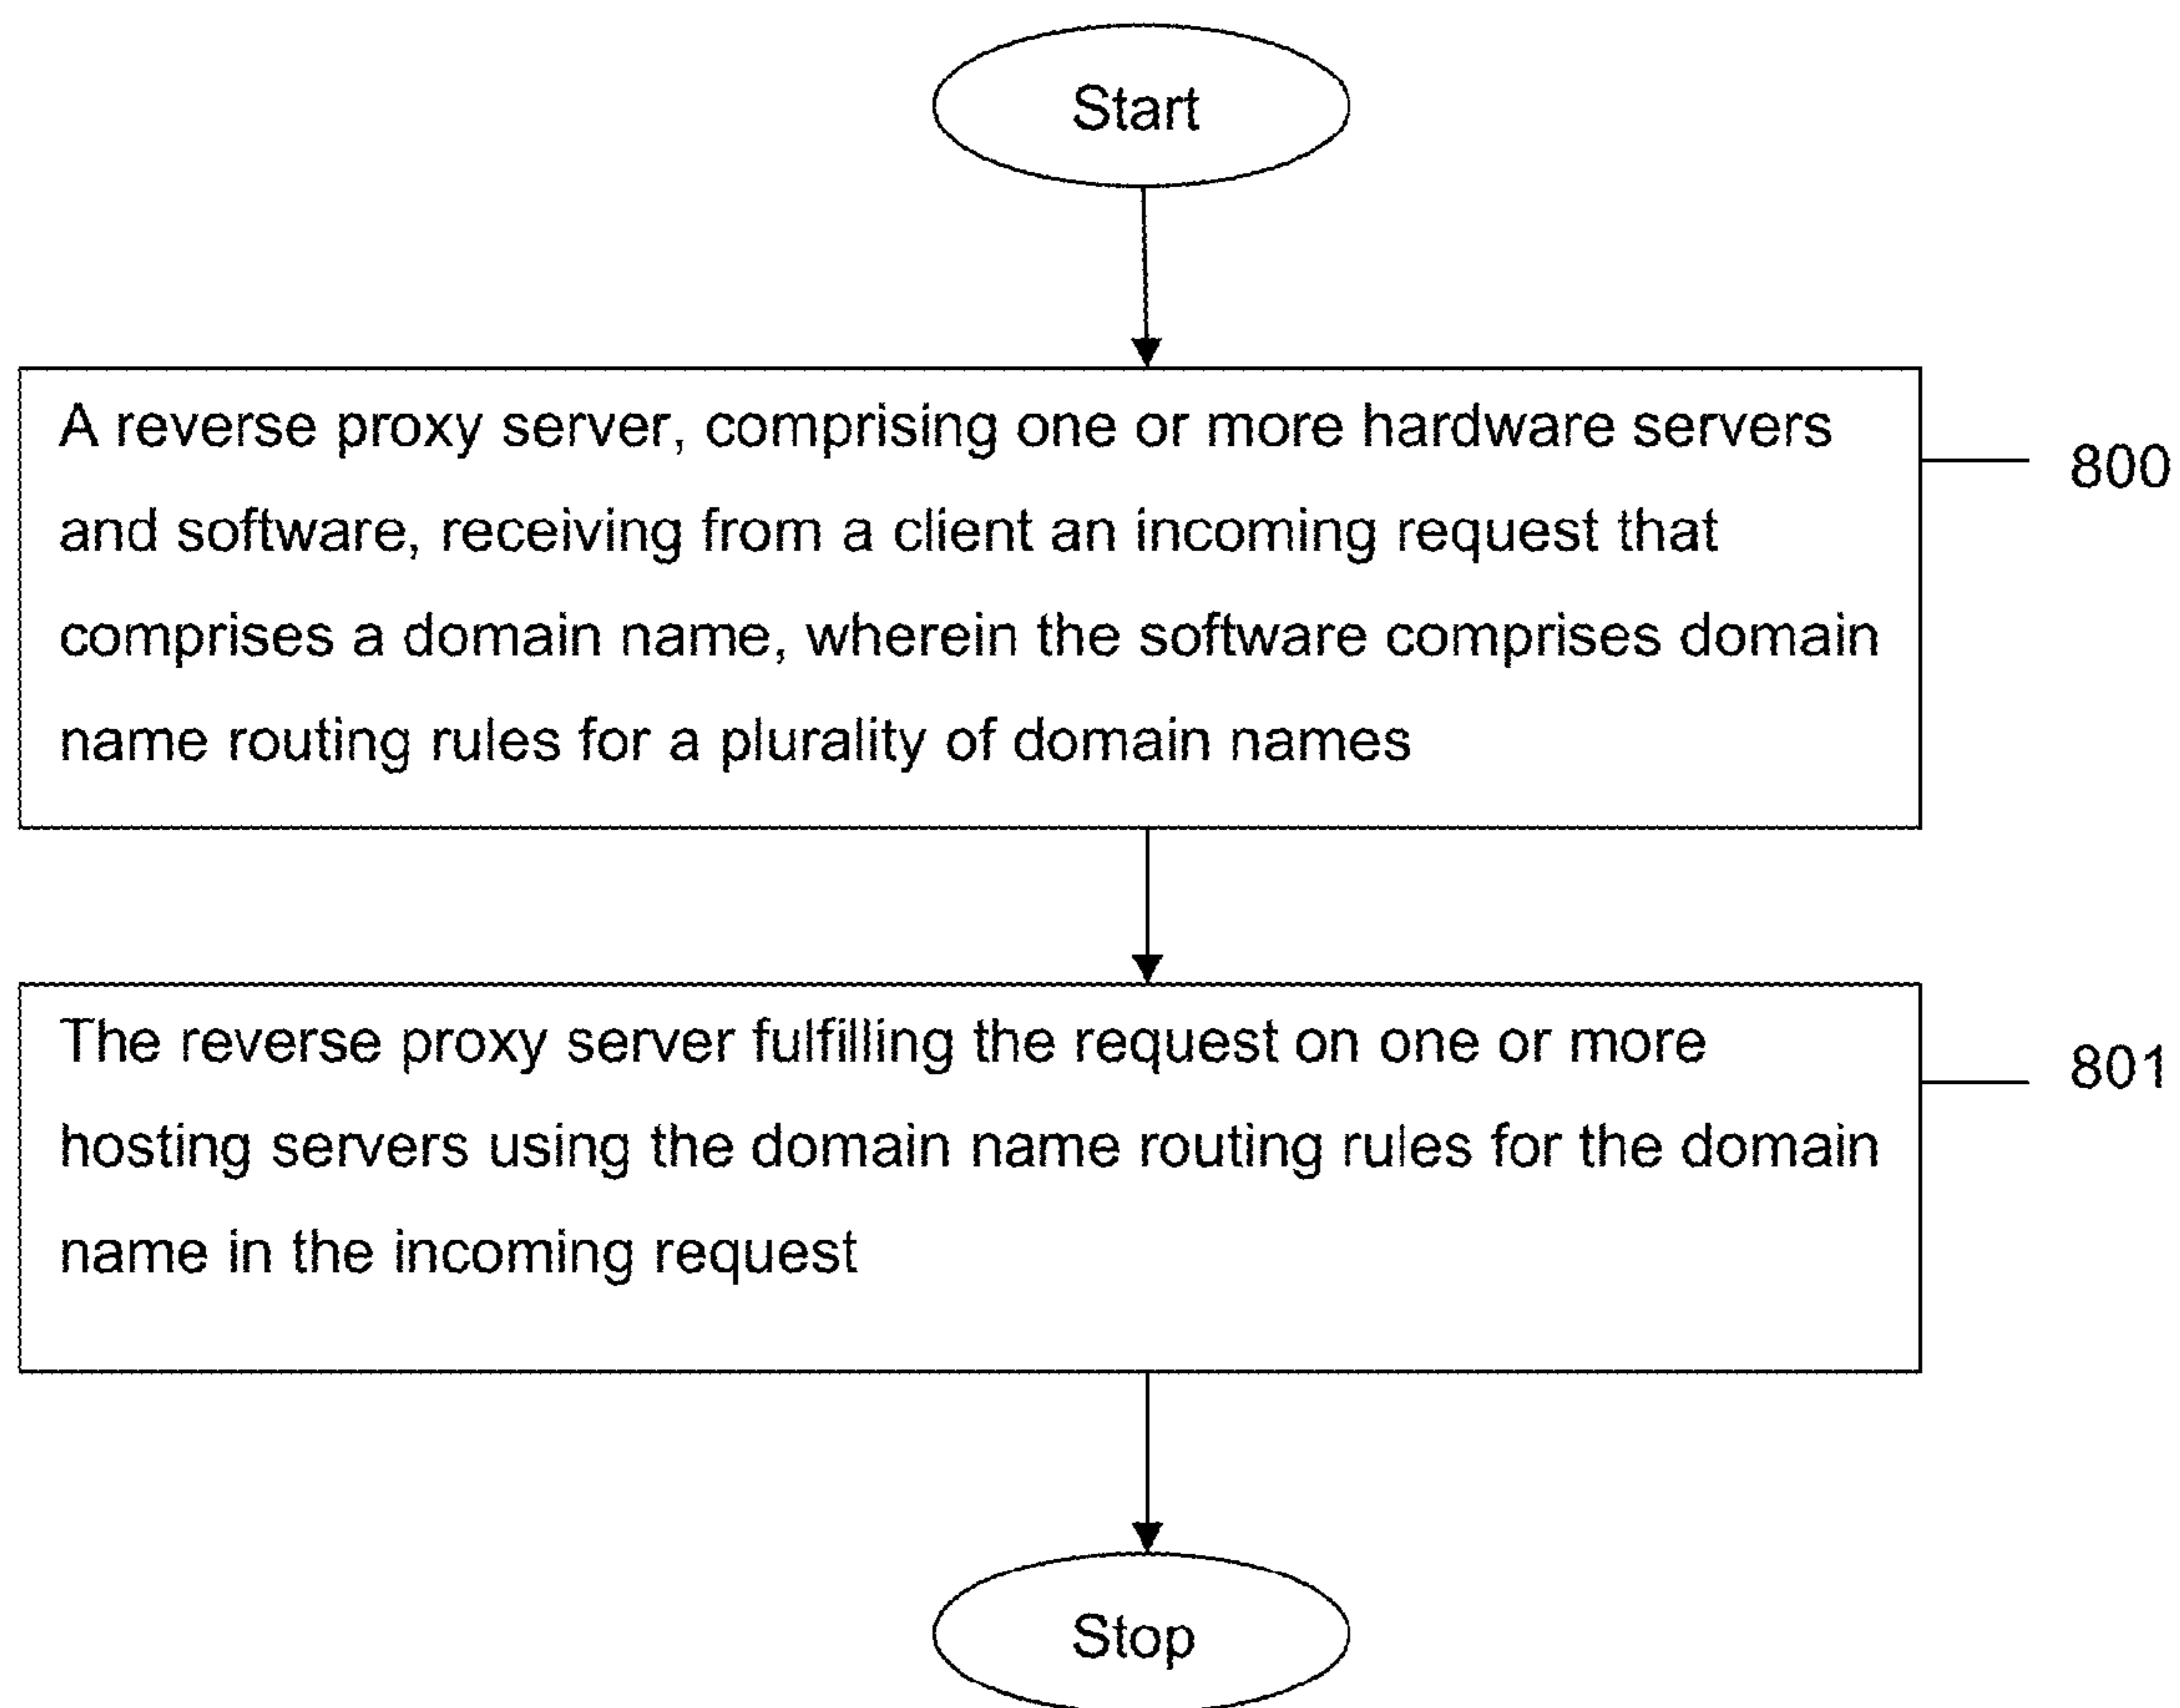 Start
A reverse proxy server, comprising one or more hardware servers
and software, receiving from a client an incoming request that
comprises a domain name, wherein the software comprises domain
name routing rules for a plurality of domain names
800
The reverse proxy server fulfilling the request on one or more
hosting servers using the domain name routing rules for the domain
name in the incoming request
801
Stop